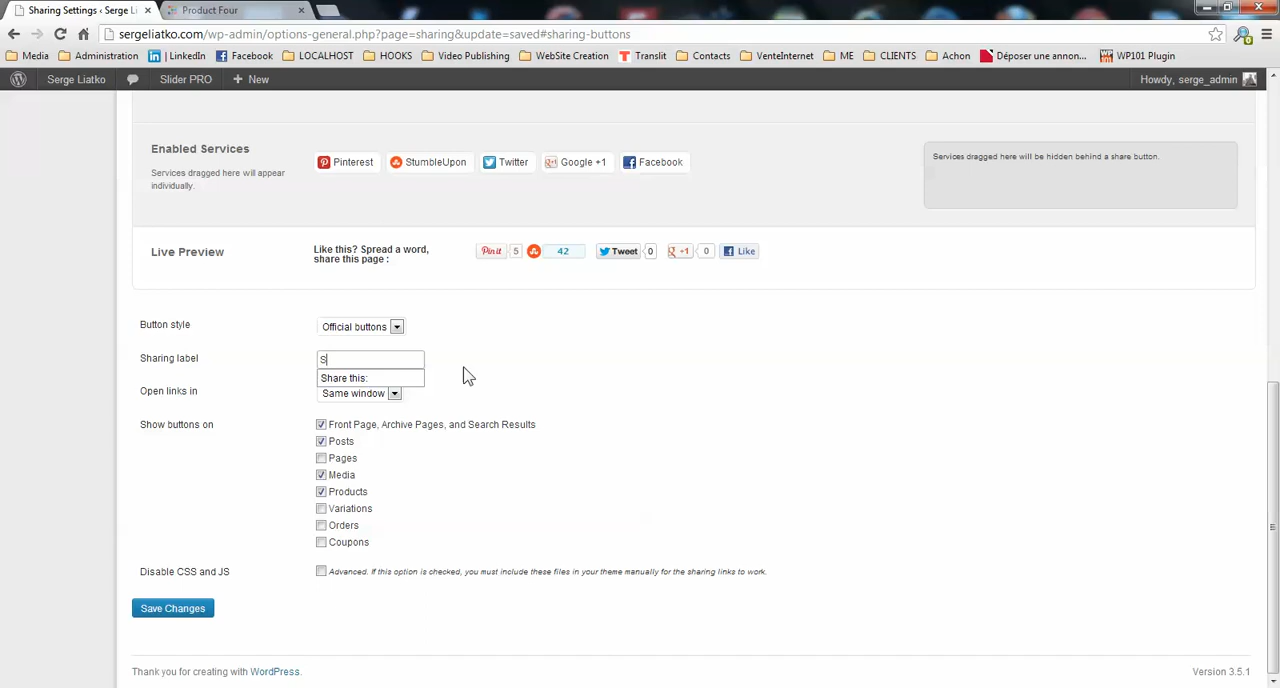 Sharing Settings ‹ Serge Li
Product Four
sergeliatko.com/wp-admin/options-general.php?page=sharing&update=saved#sharing-buttons
Media Administration LinkedIn Facebook LOCALHOST HOOKS Video Publishing WebSite Creation Translit Contacts VenteInternet ME CLIENTS Achon Déposer une annon... WP101 Plugin
Serge Liatko Slider PRO + New Howdy, serge_admin
Enabled Services
Services dragged here will appear
individually.
Pinterest StumbleUpon Twitter Google +1 Facebook
Services dragged here will be hidden behind a share button.
Live Preview
Like this? Spread a word,
share this page :
Pin it 5 42 Tweet 0 +1 0 Like
Button style Official buttons
Sharing label S
Share this:
Open links in Same window
Show buttons on Front Page, Archive Pages, and Search Results
Posts
Pages
Media
Products
Variations
Orders
Coupons
Disable CSS and JS Advanced. If this option is checked, you must include these files in your theme manually for the sharing links to work.
Save Changes
Thank you for creating with WordPress. Version 3.5.1